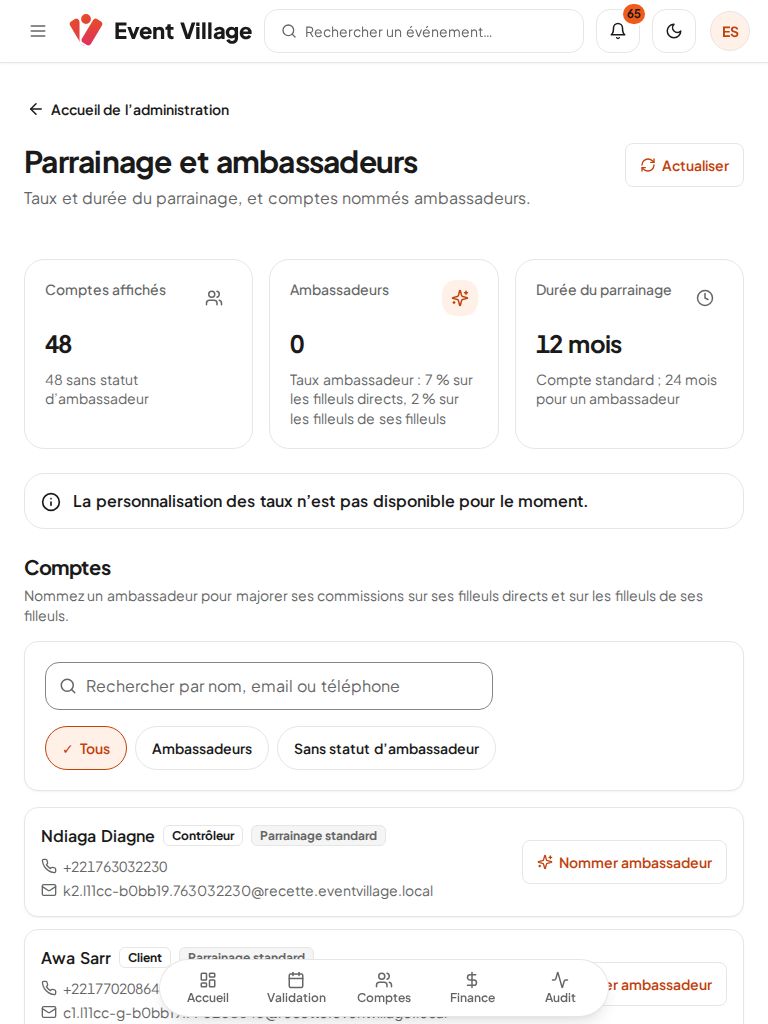 Event Village
Rechercher un événement...
65
ES
Accueil de l’administration
Parrainage et ambassadeurs
Actualiser
Taux et durée du parrainage, et comptes nommés ambassadeurs.
Comptes affichés
48
48 sans statut
d’ambassadeur
Ambassadeurs
0
Taux ambassadeur : 7 % sur
les filleuls directs, 2 % sur
les filleuls de ses filleuls
Durée du parrainage
12 mois
Compte standard ; 24 mois
pour un ambassadeur
La personnalisation des taux n’est pas disponible pour le moment.
Comptes
Nommez un ambassadeur pour majorer ses commissions sur ses filleuls directs et sur les filleuls de ses
filleuls.
Rechercher par nom, email ou téléphone
✓ Tous
Ambassadeurs
Sans statut d’ambassadeur
Ndiaga Diagne Contrôleur Parrainage standard
+221763032230
k2.l11cc-b0bb19.763032230@recette.eventvillage.local
Nommer ambassadeur
Awa Sarr Client Parrainage standard
+22177020864
ambassadeur
Accueil
Validation
Comptes
Finance
Audit